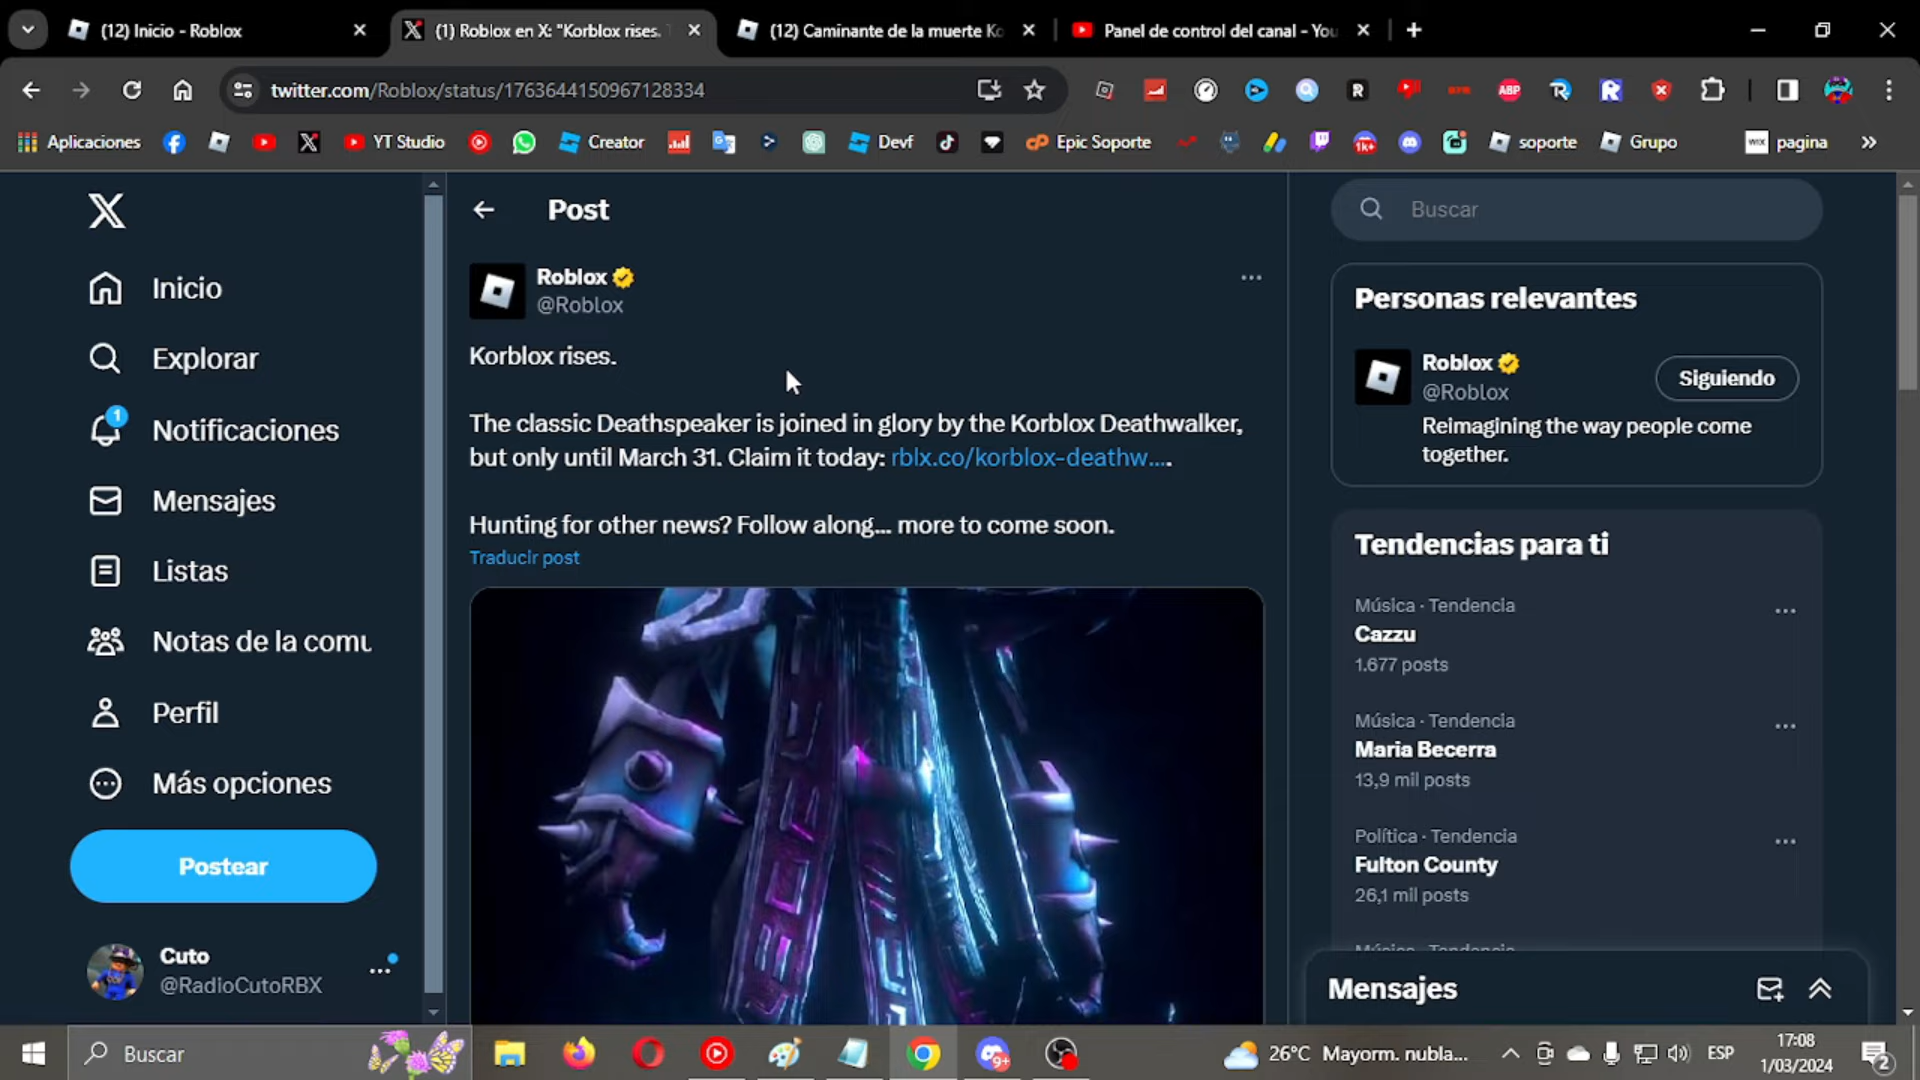 (12) Inicio - Roblox
(1) Roblox en X: "Korblox rises.
(12) Caminante de la muerte Ko
Panel de control del canal - You
twitter.com/Roblox/status/1763644150967128334
ABP
Aplicaciones
YT Studio
Creator
Devf
Epic Soporte
1k+
soporte
Grupo
WIX
pagina
Post
Buscar
Roblox
@Roblox
Inicio
Explorar
1
Notificaciones
Mensajes
Listas
Notas de la comu
Perfil
Más opciones
Postear
Cuto
@RadioCutoRBX
Korblox rises.
The classic Deathspeaker is joined in glory by the Korblox Deathwalker,
but only until March 31. Claim it today: rblx.co/korblox-deathw....
Hunting for other news? Follow along... more to come soon.
Traducir post
Personas relevantes
Roblox
@Roblox
Siguiendo
Reimagining the way people come
together.
Tendencias para ti
Música · Tendencia
Cazzu
1.677 posts
Música · Tendencia
Maria Becerra
13,9 mil posts
Política · Tendencia
Fulton County
26,1 mil posts
Música · Tendencia
Mensajes
Buscar
9+
26°C Mayorm. nubla...
ESP
17:08
1/03/2024
2